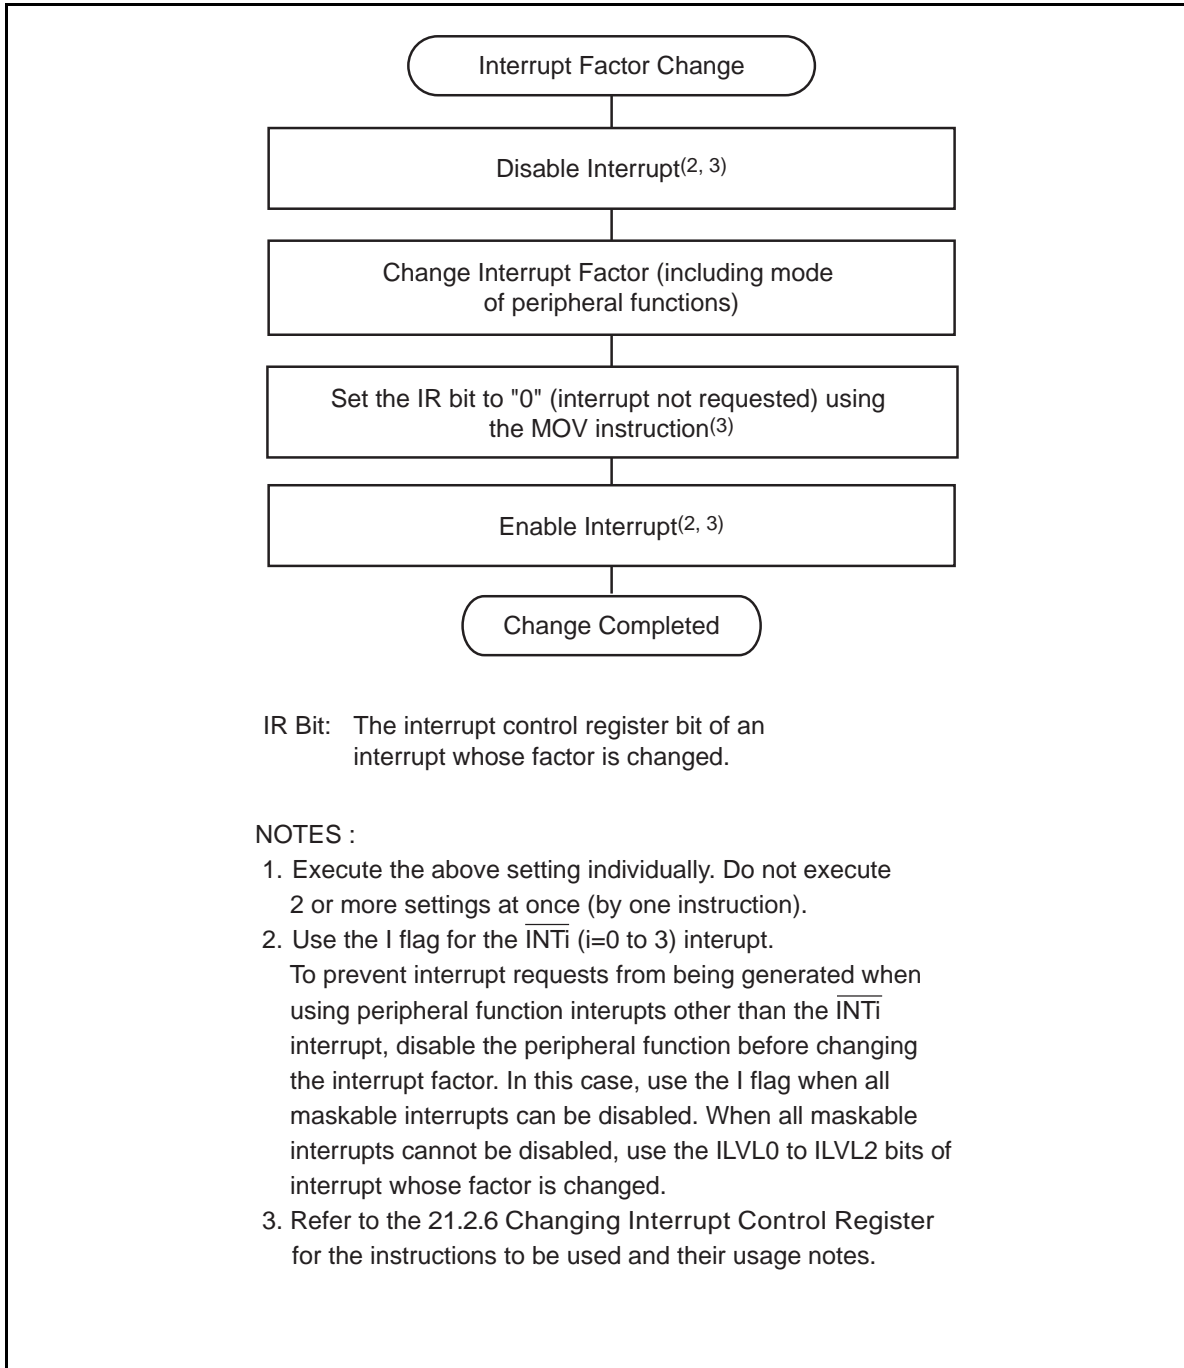 Interrupt Factor Change
Disable Interrupt(2, 3)
Change Interrupt Factor (including mode
of peripheral functions)
Set the IR bit to "0" (interrupt not requested) using
the MOV instruction(3)
Enable Interrupt(2, 3)
Change Completed
IR Bit: The interrupt control register bit of an
interrupt whose factor is changed.
NOTES :
1. Execute the above setting individually. Do not execute
2 or more settings at once (by one instruction).
2. Use the I flag for the I̅N̅T̅i̅ (i=0 to 3) interupt.
To prevent interrupt requests from being generated when
using peripheral function interupts other than the I̅N̅T̅i̅
interrupt, disable the peripheral function before changing
the interrupt factor. In this case, use the I flag when all
maskable interrupts can be disabled. When all maskable
interrupts cannot be disabled, use the ILVL0 to ILVL2 bits of
interrupt whose factor is changed.
3. Refer to the 21.2.6 Changing Interrupt Control Register
for the instructions to be used and their usage notes.